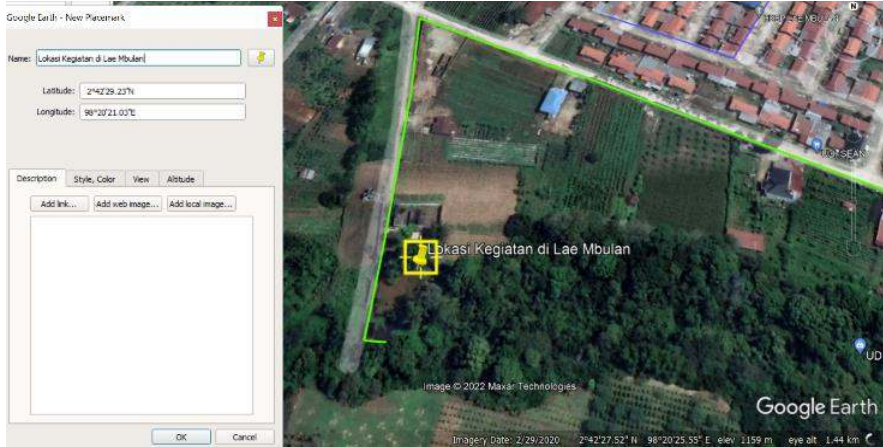 Google Earth - New Placemark
Name: Lokasi Kegiatan di Lae Mbulan
Latitude: 2°42'29.23"N
Longitude: 98°20'21.03"E
Description Style, Color View Altitude
Add link... Add web image... Add local image...
OK Cancel
N
Lokasi Kegiatan di Lae Mbulan
UD
Image © 2022 Maxar Technologies
Google Earth
Imagery Date: 2/29/2020 2°42'27.52" N 98°20'25.55" E elev 1159 m eye alt 1.44 km